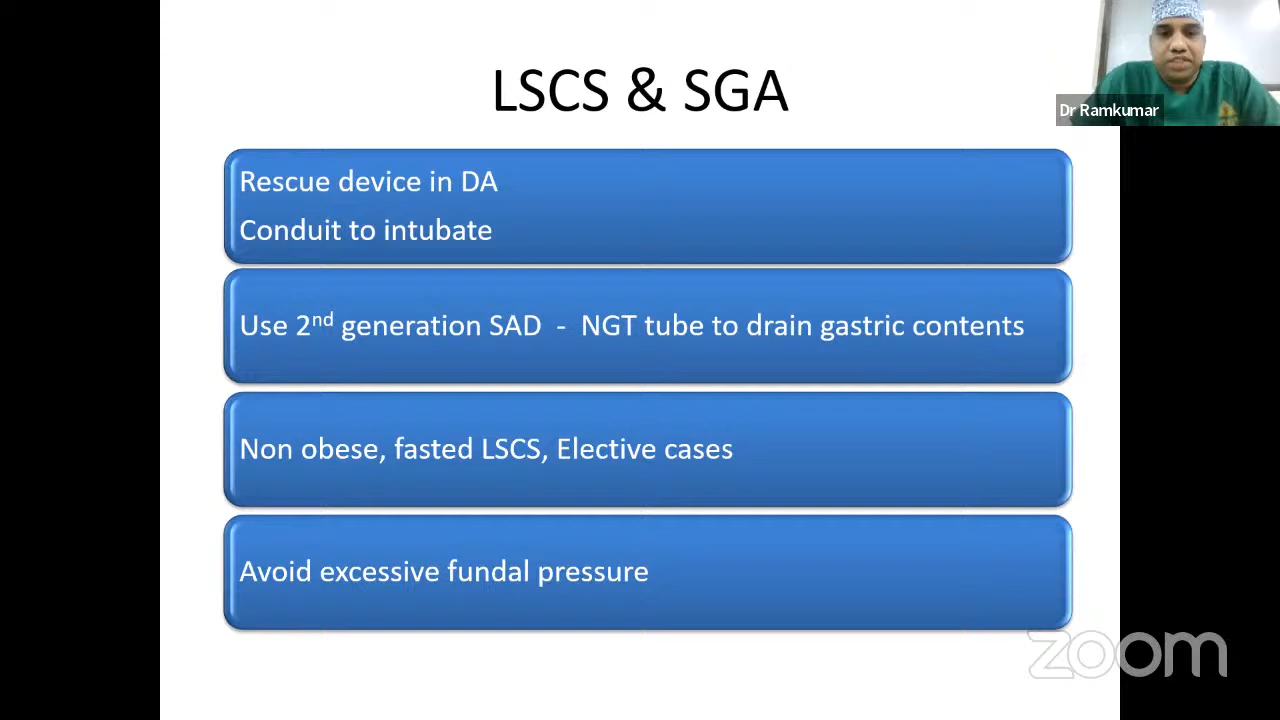 LSCS & SGA
Dr Ramkumar
Rescue device in DA
Conduit to intubate
Use 2nd generation SAD - NGT tube to drain gastric contents
Non obese, fasted LSCS, Elective cases
Avoid excessive fundal pressure
zoom